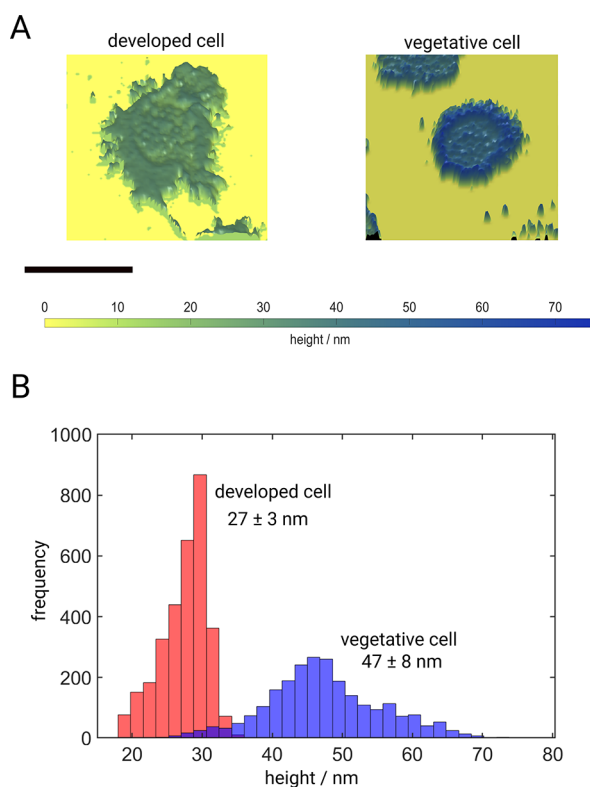 A
developed cell
vegetative cell
0 10 20 30 40 50 60 70
height / nm
B
1000
800
600
400
200
0
frequency
developed cell
27 ± 3 nm
vegetative cell
47 ± 8 nm
20 30 40 50 60 70 80
height / nm